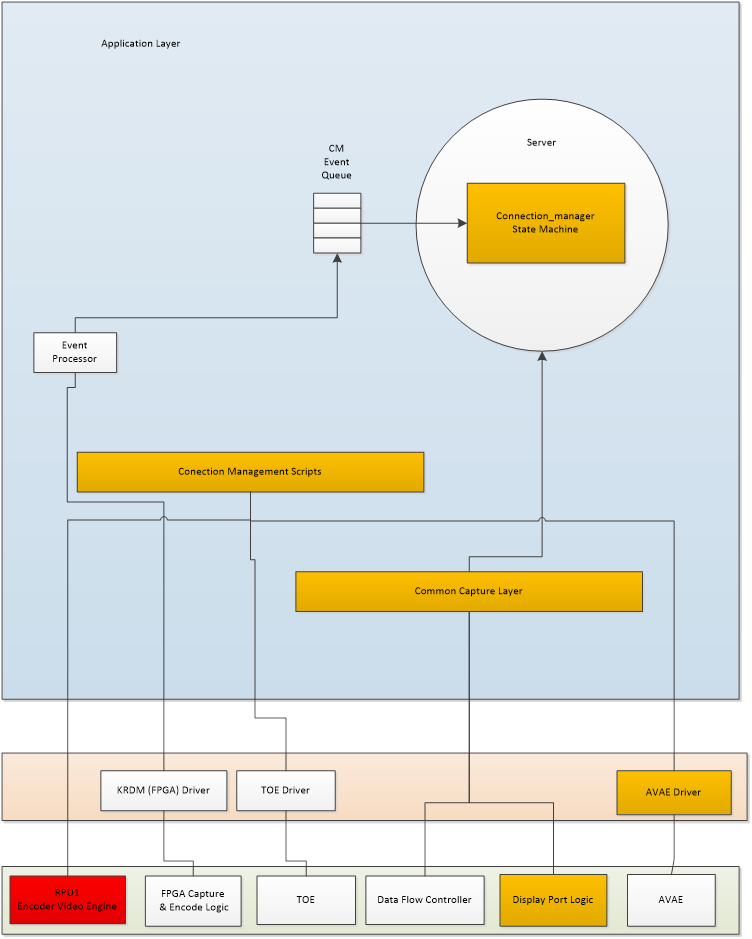 Application Layer
CM
Event
Queue
Server
Connection_manager
State Machine
Event
Processor
Conection Management Scripts
Common Capture Layer
KRDM (FPGA) Driver
TOE Driver
AVAE Driver
RPU1
Encoder Video Engine
FPGA Capture
& Encode Logic
TOE
Data Flow Controller
Display Port Logic
AVAE